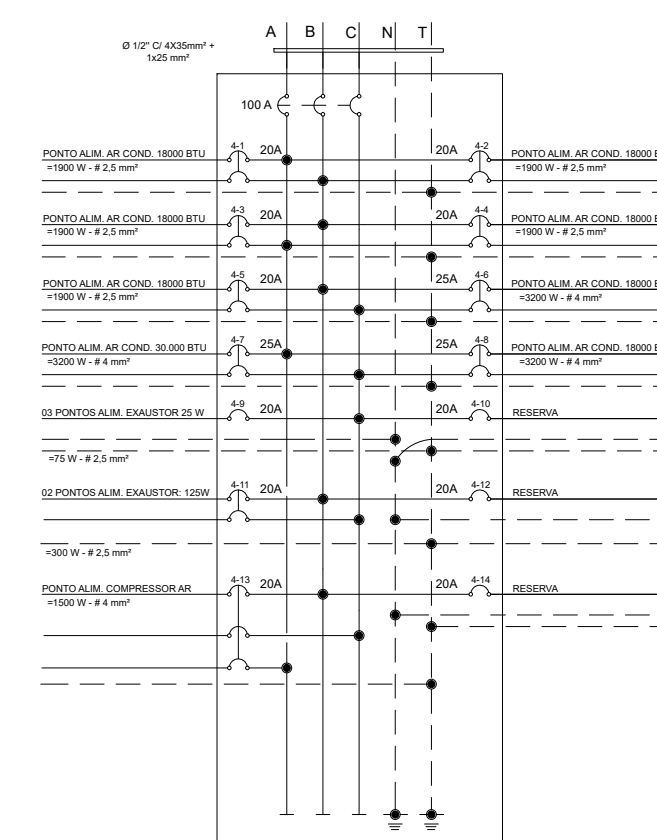 A B C N T
Ø 1/2" C/ 4X35mm² +
1x25 mm²
100 A
PONTO ALIM. AR COND. 18000 BTU 4-1 20A 20A 4-2 PONTO ALIM. AR COND. 18000
=1900 W - # 2,5 mm² =1900 W - # 2,5 mm²
PONTO ALIM. AR COND. 18000 BTU 4-3 20A 20A 4-4 PONTO ALIM. AR COND. 18000
=1900 W - # 2,5 mm² =1900 W - # 2,5 mm²
PONTO ALIM. AR COND. 18000 BTU 4-5 20A 25A 4-6 PONTO ALIM. AR COND. 18000
=1900 W - # 2,5 mm² =3200 W - # 4 mm²
PONTO ALIM. AR COND. 30.000 BTU 4-7 25A 25A 4-8 PONTO ALIM. AR COND. 18000
=3200 W - # 4 mm² =3200 W - # 4 mm²
03 PONTOS ALIM. EXAUSTOR 25 W 4-9 20A 20A 4-10 RESERVA
=75 W - # 2,5 mm²
02 PONTOS ALIM. EXAUSTOR: 125W 4-11 20A 20A 4-12 RESERVA
=300 W - # 2,5 mm²
PONTO ALIM. COMPRESSOR AR 4-13 20A 20A 4-14 RESERVA
=1500 W - # 4 mm²